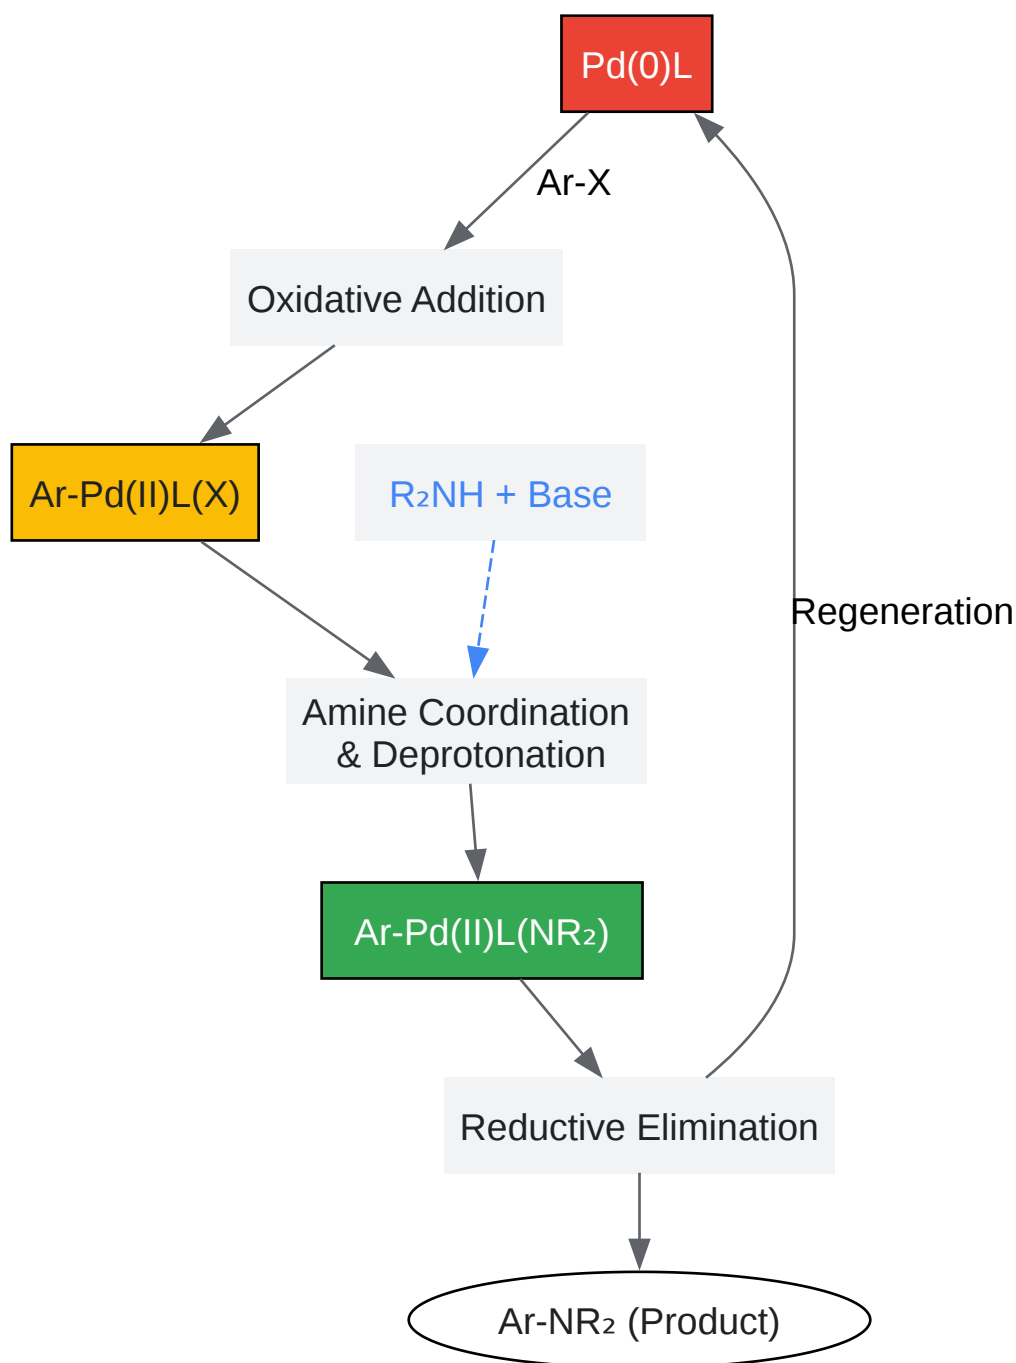 Pd(0)L
Ar-X
Oxidative Addition
Ar-Pd(II)L(X)
R₂NH + Base
Regeneration
Amine Coordination
& Deprotonation
Ar-Pd(II)L(NR₂)
Reductive Elimination
Ar-NR₂ (Product)